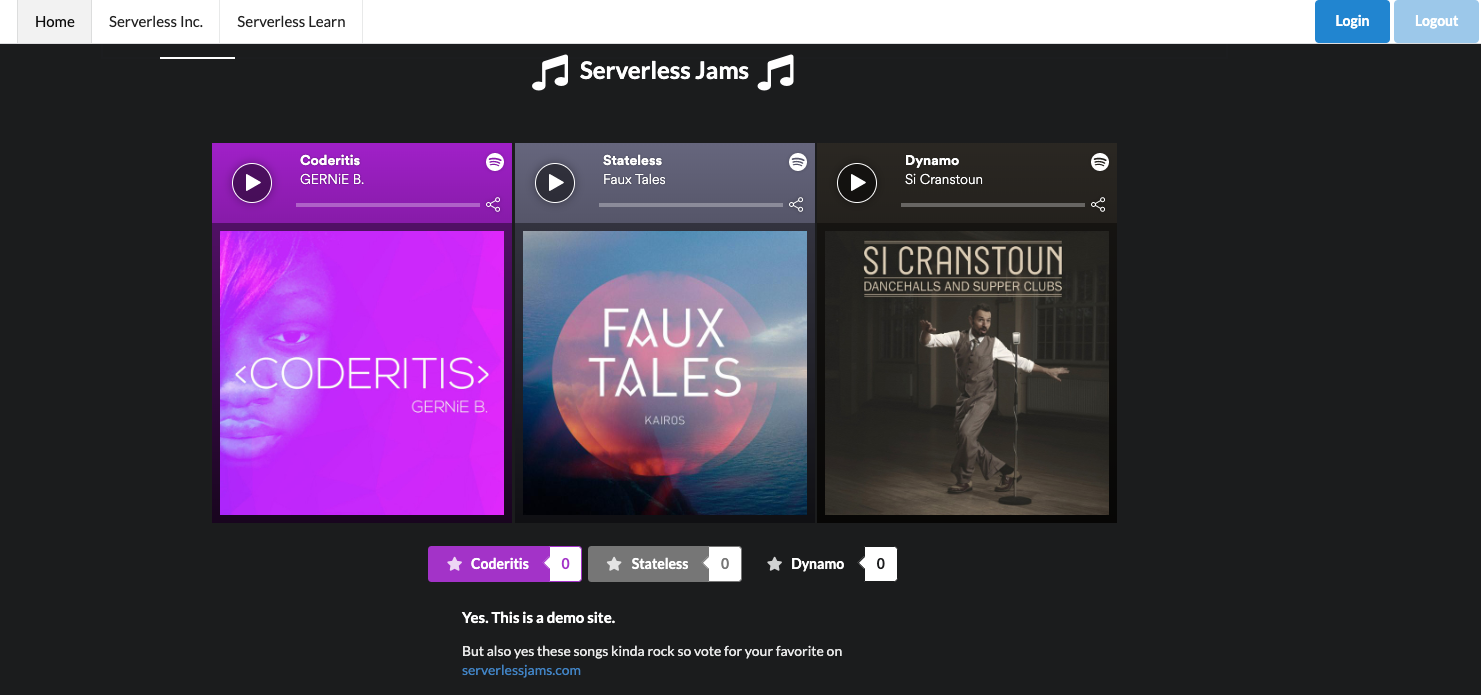 Home Serverless Inc. Serverless Learn Login Logout
Serverless Jams
Coderitis
GERNiE B.
Stateless
Faux Tales
Dynamo
Si Cranstoun
<CODERITIS>
GERNiE B.
FAUX
TALES
KAIROS
SI CRANSTOUN
DANCEHALLS AND SUPPER CLUBS
Coderitis 0 Stateless 0 Dynamo 0
Yes. This is a demo site.
But also yes these songs kinda rock so vote for your favorite on
serverlessjams.com